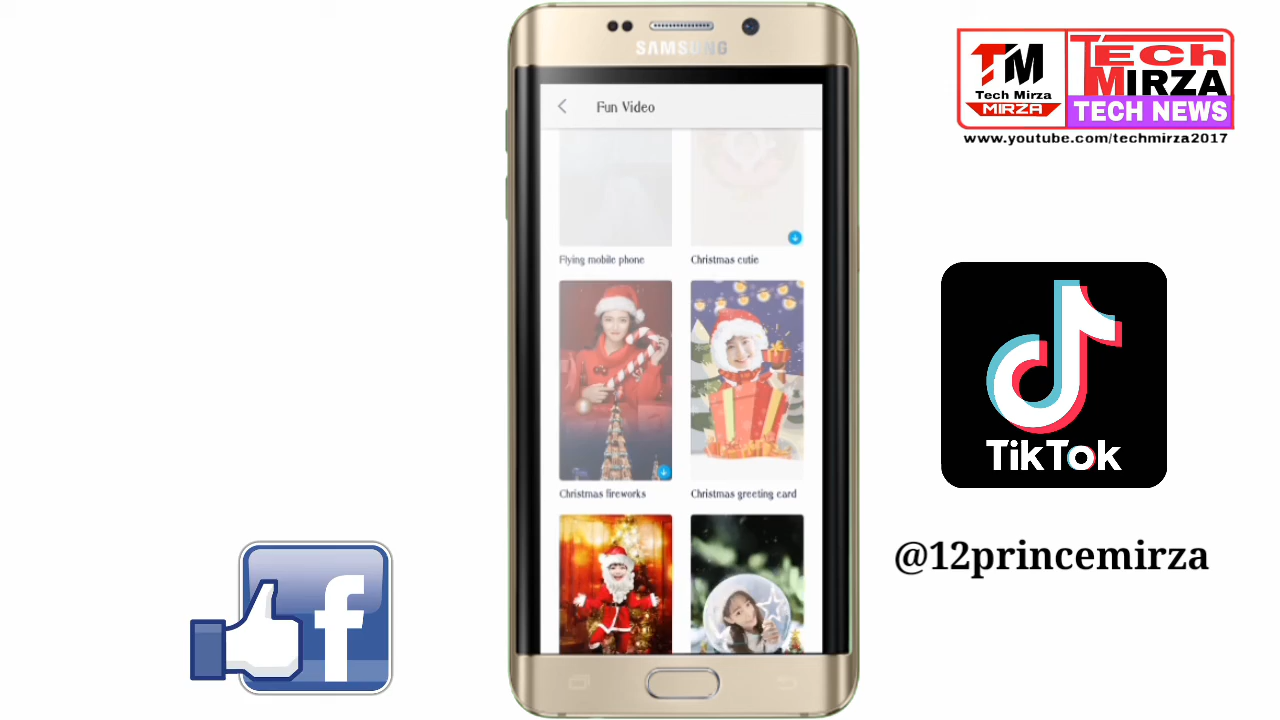 SAMSUNG
Fun Video
Flying mobile phone
Christmas cutie
Christmas fireworks
Christmas greeting card
TM
Tech Mirza
MIRZA
Tech
MIRZA
TECH NEWS
www.youtube.com/techmirza2017
TikTok
@12princemirza
f